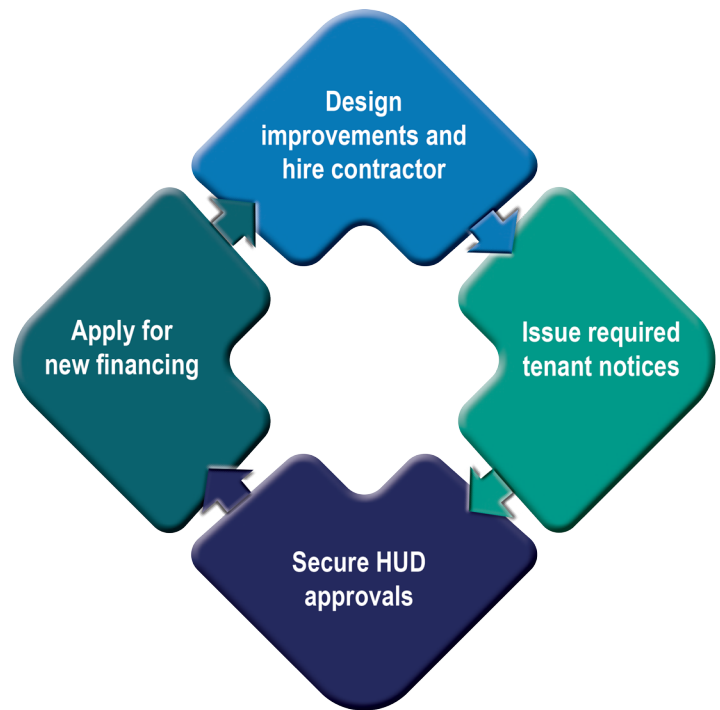 Design
improvements and
hire contractor
Issue required
tenant notices
Secure HUD
approvals
Apply for
new financing